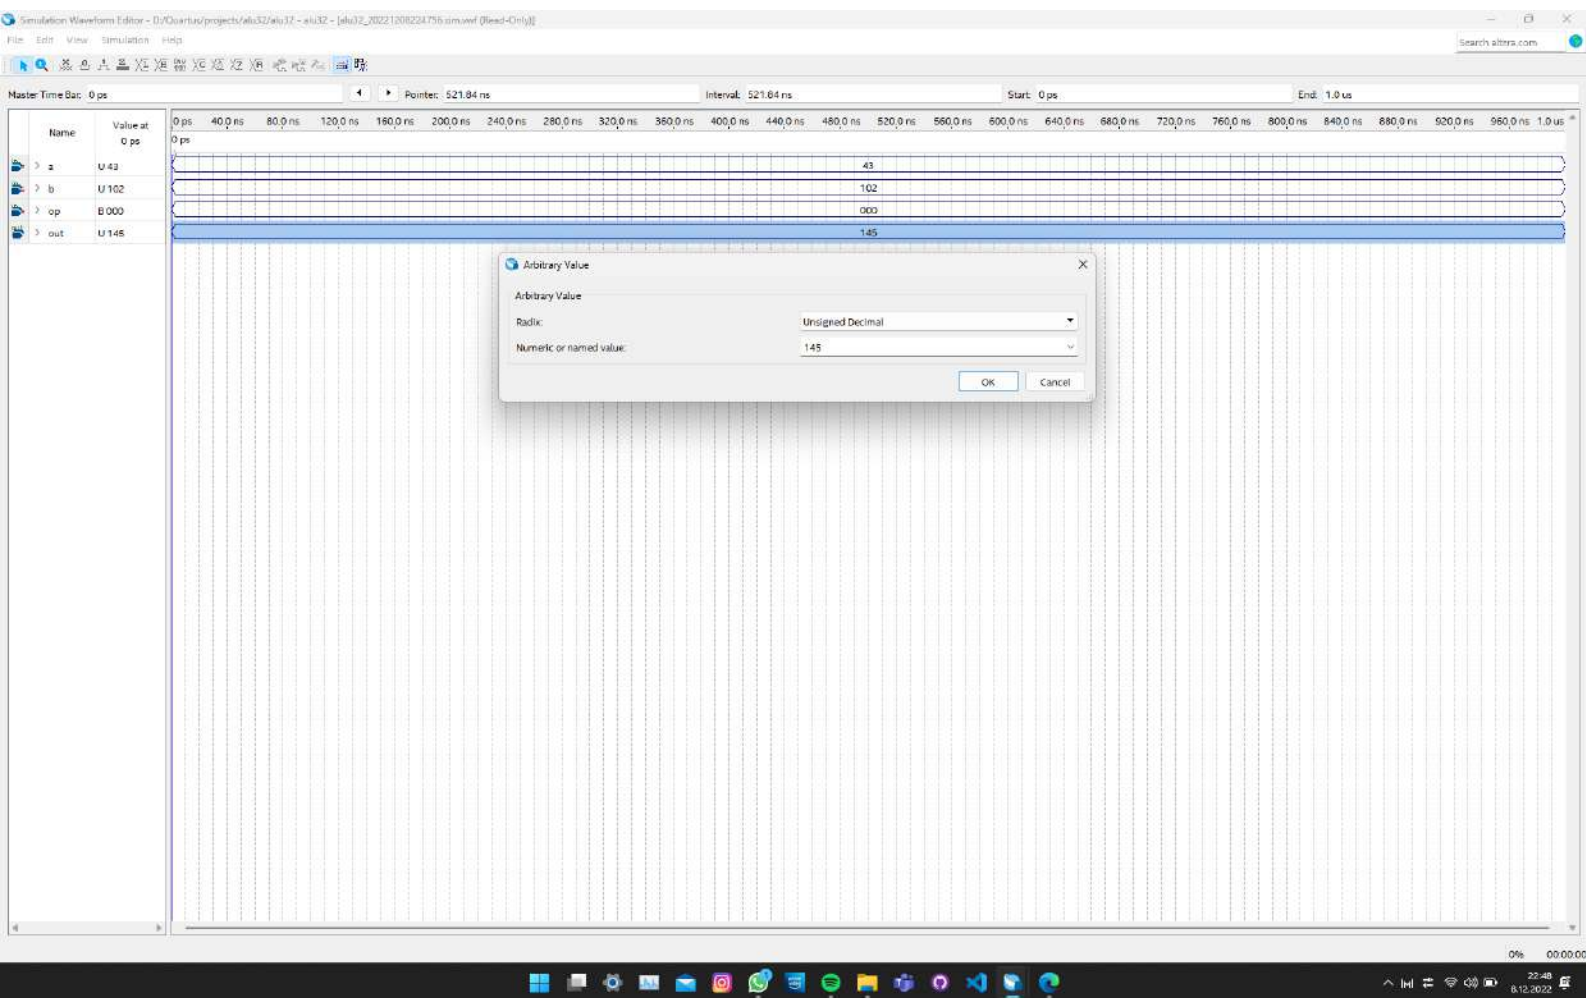 Simulation Waveform Editor - D:/Quartus/projects/alu32/alu32 - alu32 - [alu32_20221208224756.sim.vwf (Read-Only)]
File Edit View Simulation Help
Search altera.com
Master Time Bar: 0 ps Pointer: 521.84 ns Interval: 521.84 ns Start: 0 ps End: 1.0 us
Name Value at 0 ps
0 ps 40.0 ns 80.0 ns 120.0 ns 160.0 ns 200.0 ns 240.0 ns 280.0 ns 320.0 ns 360.0 ns 400.0 ns 440.0 ns 480.0 ns 520.0 ns 560.0 ns 600.0 ns 640.0 ns 680.0 ns 720.0 ns 760.0 ns 800.0 ns 840.0 ns 880.0 ns 920.0 ns 960.0 ns 1.0 us
0 ps
a U 43 43
b U 102 102
op B 000 000
out U 145 145
Arbitrary Value
Arbitrary Value
Radix: Unsigned Decimal
Numeric or named value: 145
OK Cancel
0% 00:00:00
22:48
8.12.2022